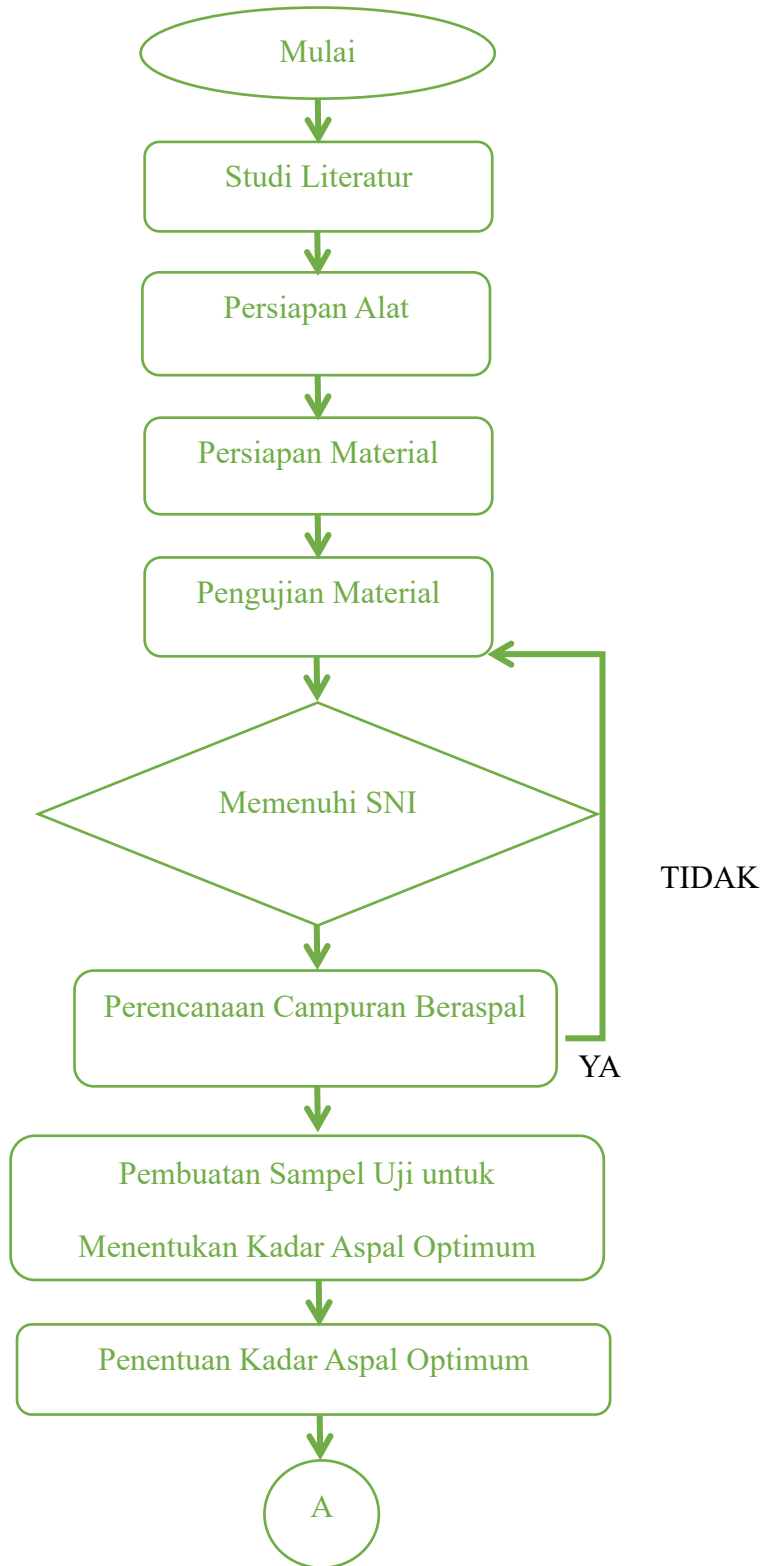 Mulai
Studi Literatur
Persiapan Alat
Persiapan Material
Pengujian Material
Memenuhi SNI
TIDAK
Perencanaan Campuran Beraspal
YA
Pembuatan Sampel Uji untuk
Menentukan Kadar Aspal Optimum
Penentuan Kadar Aspal Optimum
A